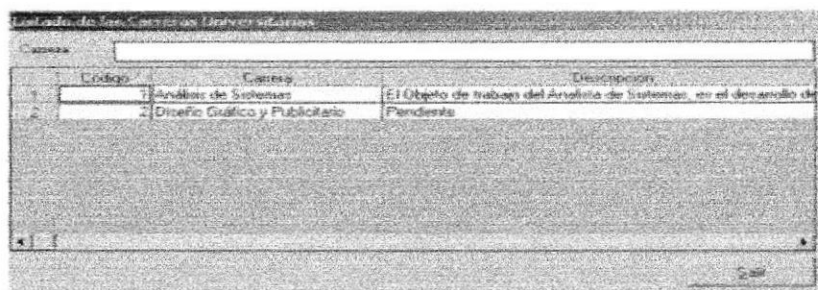 Listado de las Carreras Universitarias
Carrera
Código Carrera Descripción
1 1 Análisis de Sistemas El Objeto de trabajo del Analista de Sistemas, es el desarrollo de
2 2 Diseño Gráfico y Publicitario Pendiente
Salir